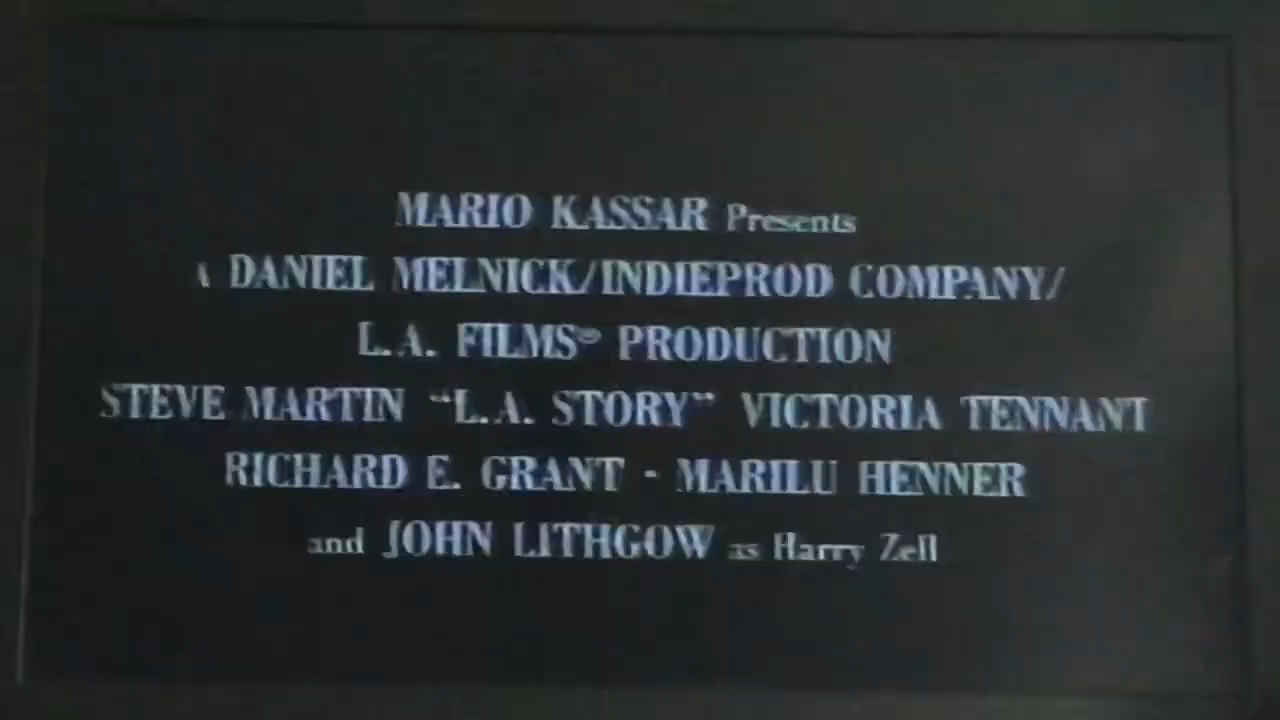 MARIO KASSAR Presents
A DANIEL MELNICK/INDIEPROD COMPANY/
L.A. FILMS® PRODUCTION
STEVE MARTIN "L.A. STORY" VICTORIA TENNANT
RICHARD E. GRANT - MARILU HENNER
and JOHN LITHGOW as Harry Zell